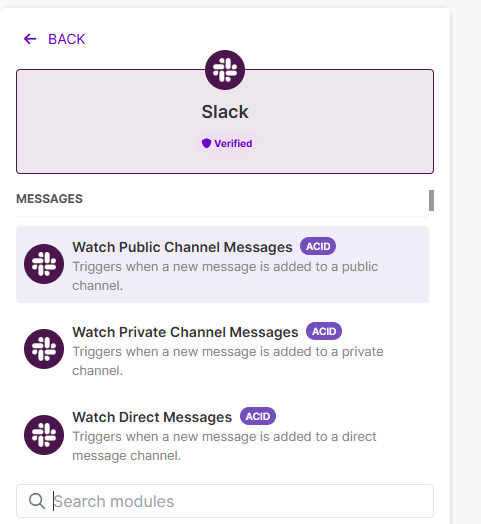 BACK
Slack
Verified
MESSAGES
Watch Public Channel Messages ACID
Triggers when a new message is added to a public
channel.
Watch Private Channel Messages ACID
Triggers when a new message is added to a private
channel.
Watch Direct Messages ACID
Triggers when a new message is added to a direct
message channel.
Search modules